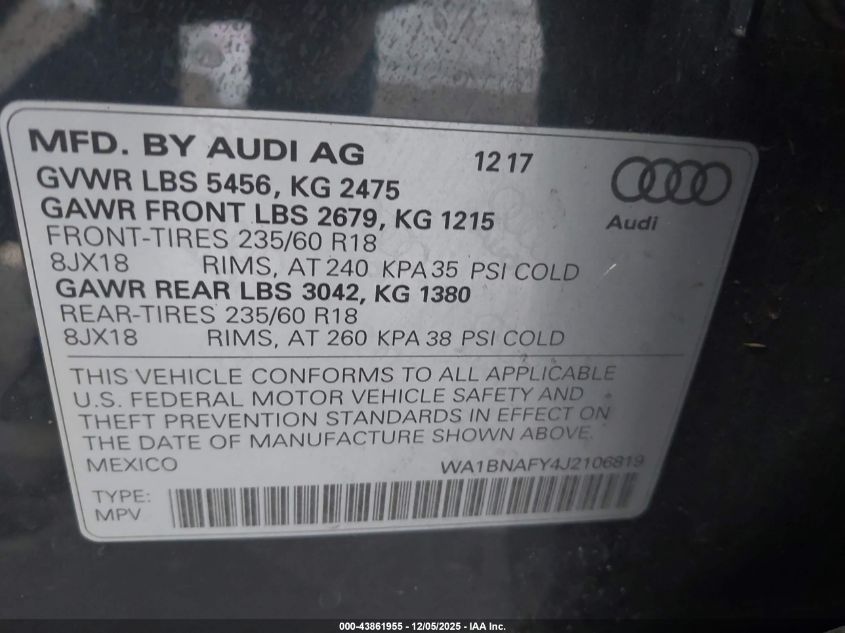 MFD. BY AUDI AG 12 17
GVWR LBS 5456, KG 2475
GAWR FRONT LBS 2679, KG 1215
Audi
FRONT-TIRES 235/60 R18
8JX18 RIMS, AT 240 KPA 35 PSI COLD
GAWR REAR LBS 3042, KG 1380
REAR-TIRES 235/60 R18
8JX18 RIMS, AT 260 KPA 38 PSI COLD
THIS VEHICLE CONFORMS TO ALL APPLICABLE
U.S. FEDERAL MOTOR VEHICLE SAFETY AND
THEFT PREVENTION STANDARDS IN EFFECT ON
THE DATE OF MANUFACTURE SHOWN ABOVE.
MEXICO WA1BNAFY4J2106819
TYPE:
MPV
000-43861955 - 12/05/2025 - IAA Inc.